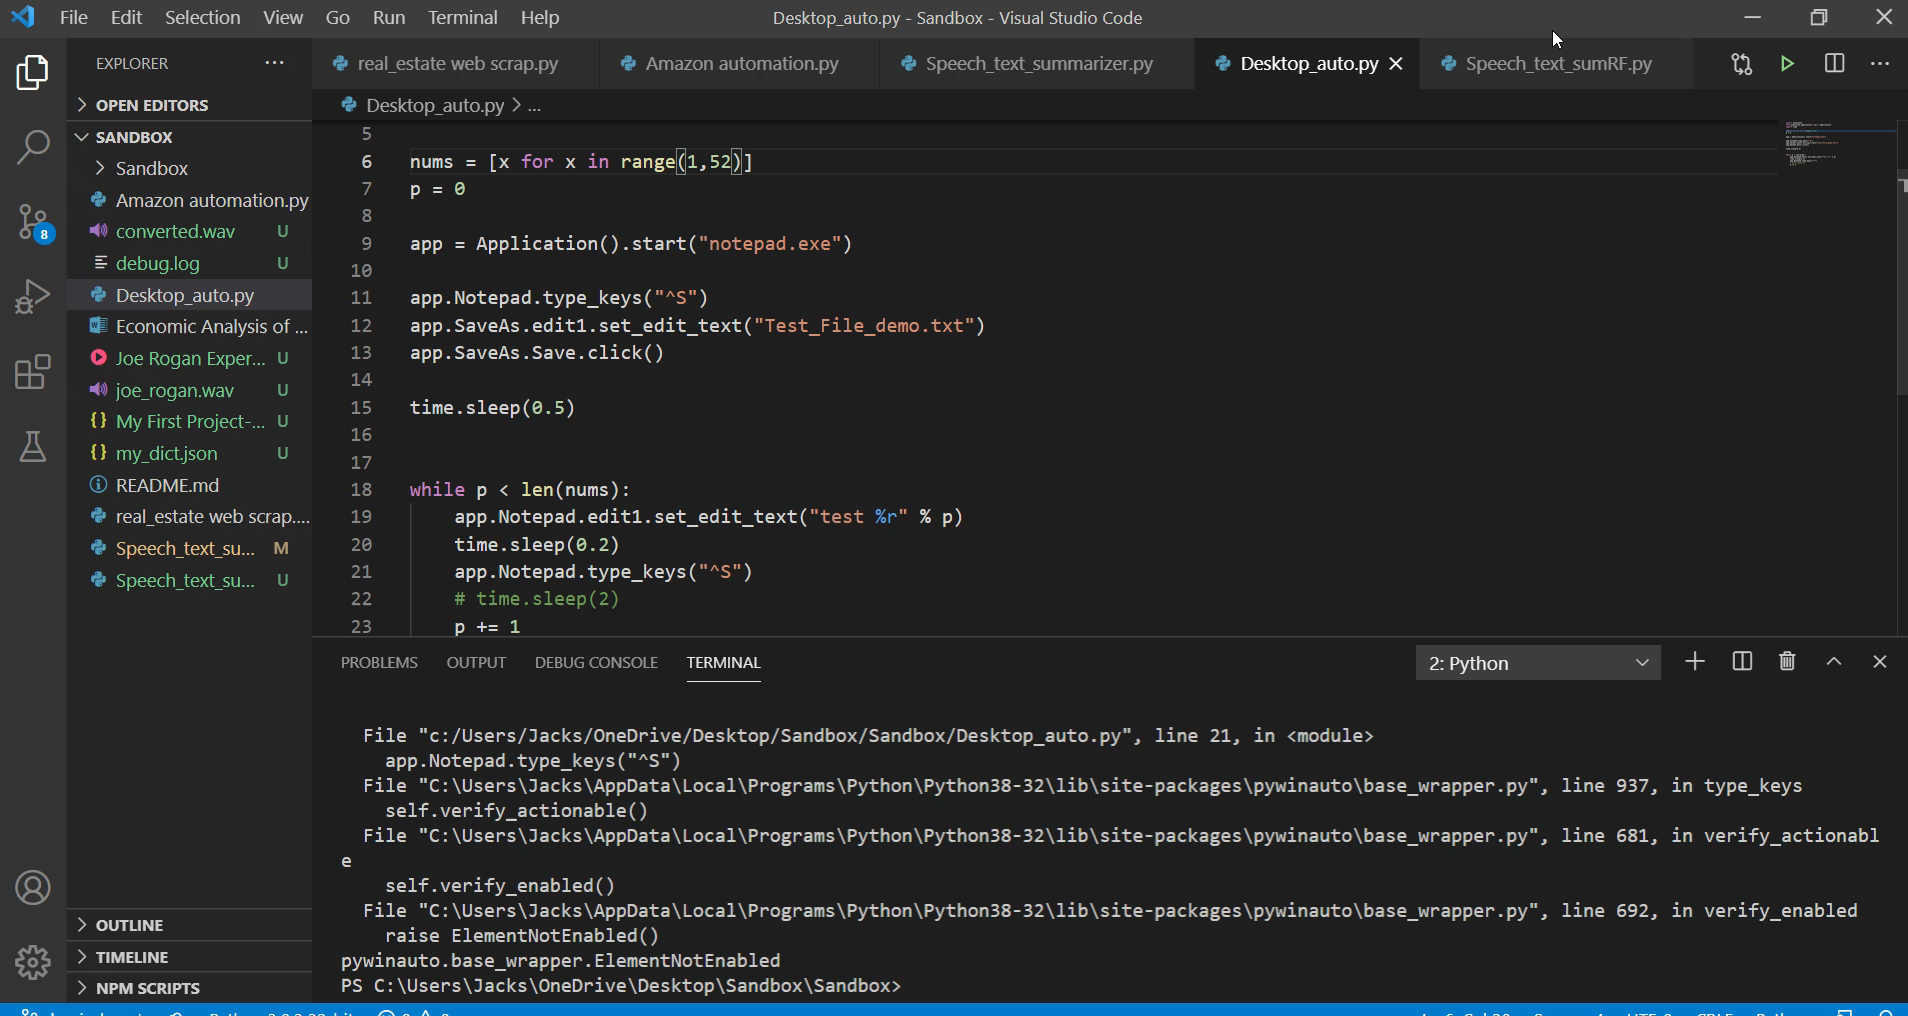 File Edit Selection View Go Run Terminal Help
Desktop_auto.py - Sandbox - Visual Studio Code
EXPLORER
real_estate web scrap.py
Amazon automation.py
Speech_text_summarizer.py
Desktop_auto.py
Speech_text_sumRF.py
OPEN EDITORS
SANDBOX
Sandbox
Amazon automation.py
converted.wav U
debug.log U
Desktop_auto.py
Economic Analysis of ...
Joe Rogan Exper... U
joe_rogan.wav U
My First Project-... U
my_dict.json U
README.md
real_estate web scrap....
Speech_text_su... M
Speech_text_su... U
OUTLINE
TIMELINE
NPM SCRIPTS
8
Desktop_auto.py > ...
5
6 nums = [x for x in range(1,52)]
7 p = 0
8
9 app = Application().start("notepad.exe")
10
11 app.Notepad.type_keys("^S")
12 app.SaveAs.edit1.set_edit_text("Test_File_demo.txt")
13 app.SaveAs.Save.click()
14
15 time.sleep(0.5)
16
17
18 while p < len(nums):
19 app.Notepad.edit1.set_edit_text("test %r" % p)
20 time.sleep(0.2)
21 app.Notepad.type_keys("^S")
22 # time.sleep(2)
23 p += 1
PROBLEMS OUTPUT DEBUG CONSOLE TERMINAL
2: Python
File "c:/Users/Jacks/OneDrive/Desktop/Sandbox/Sandbox/Desktop_auto.py", line 21, in <module>
app.Notepad.type_keys("^S")
File "C:\Users\Jacks\AppData\Local\Programs\Python\Python38-32\lib\site-packages\pywinauto\base_wrapper.py", line 937, in type_keys
self.verify_actionable()
File "C:\Users\Jacks\AppData\Local\Programs\Python\Python38-32\lib\site-packages\pywinauto\base_wrapper.py", line 681, in verify_actionabl
e
self.verify_enabled()
File "C:\Users\Jacks\AppData\Local\Programs\Python\Python38-32\lib\site-packages\pywinauto\base_wrapper.py", line 692, in verify_enabled
raise ElementNotEnabled()
pywinauto.base_wrapper.ElementNotEnabled
PS C:\Users\Jacks\OneDrive\Desktop\Sandbox\Sandbox>